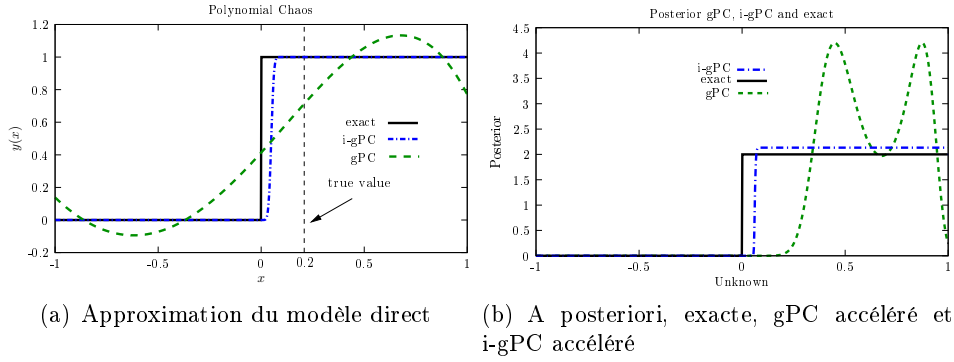 Polynomial Chaos
1.2
1
0.8
0.6
0.4
0.2
0
-0.2
y(x)
exact
i-gPC
gPC
true value
-1
-0.5
0
0.2
0.5
1
x
(a) Approximation du modèle direct
Posterior gPC, i-gPC and exact
4.5
4
3.5
3
2.5
2
1.5
1
0.5
0
Posterior
i-gPC
exact
gPC
-1
-0.5
0
0.5
1
Unknown
(b) A posteriori, exacte, gPC accéléré et
i-gPC accéléré